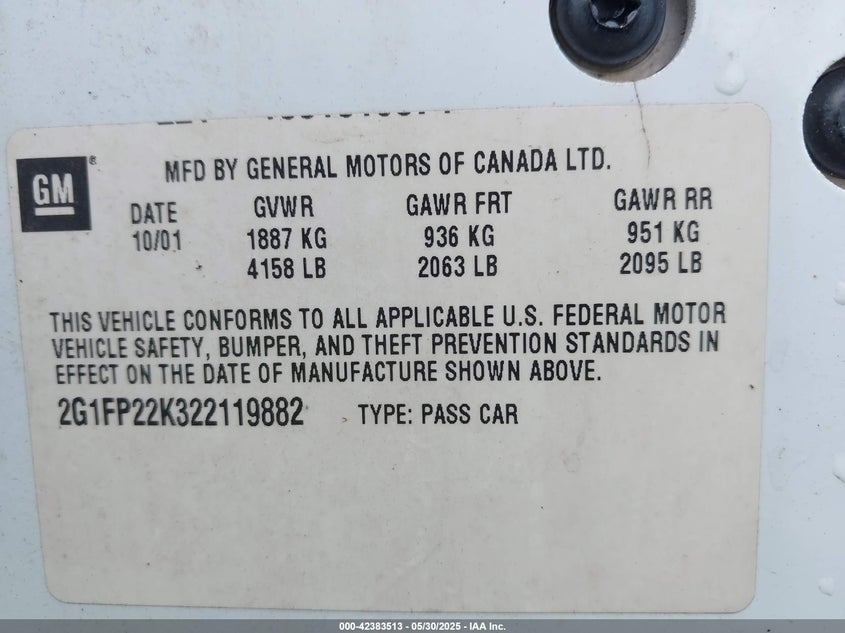 GM®
MFD BY GENERAL MOTORS OF CANADA LTD.
DATE GVWR GAWR FRT GAWR RR
10/01 1887 KG 936 KG 951 KG
4158 LB 2063 LB 2095 LB
THIS VEHICLE CONFORMS TO ALL APPLICABLE U.S. FEDERAL MOTOR
VEHICLE SAFETY, BUMPER, AND THEFT PREVENTION STANDARDS IN
EFFECT ON THE DATE OF MANUFACTURE SHOWN ABOVE.
2G1FP22K322119882 TYPE: PASS CAR
000-42383513 - 05/30/2025 - IAA Inc.